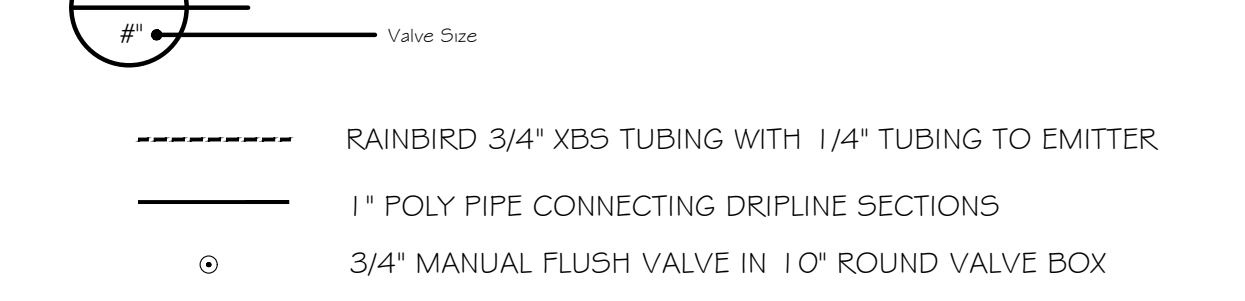 #" Valve Size
RAINBIRD 3/4" XBS TUBING WITH 1/4" TUBING TO EMITTER
1" POLY PIPE CONNECTING DRIPLINE SECTIONS
3/4" MANUAL FLUSH VALVE IN 10" ROUND VALVE BOX